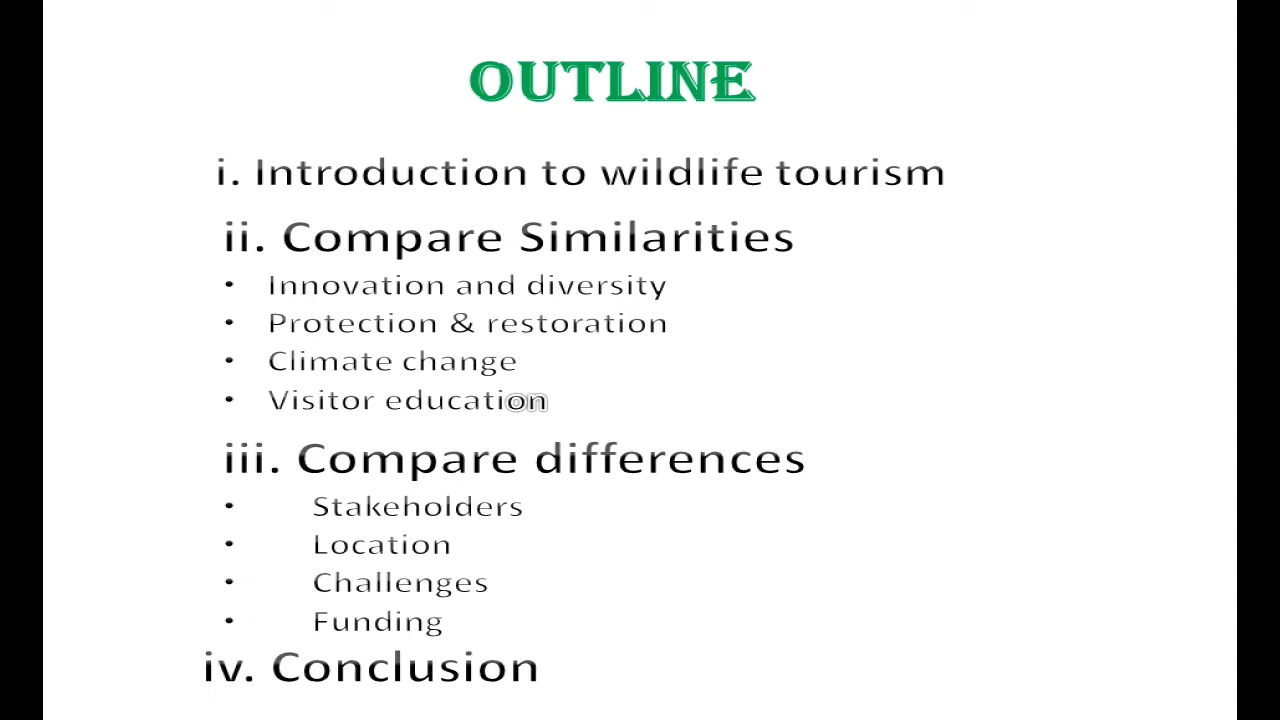 OUTLINE
i. Introduction to wildlife tourism
ii. Compare Similarities
• Innovation and diversity
• Protection & restoration
• Climate change
• Visitor education
iii. Compare differences
• Stakeholders
• Location
• Challenges
• Funding
iv. Conclusion